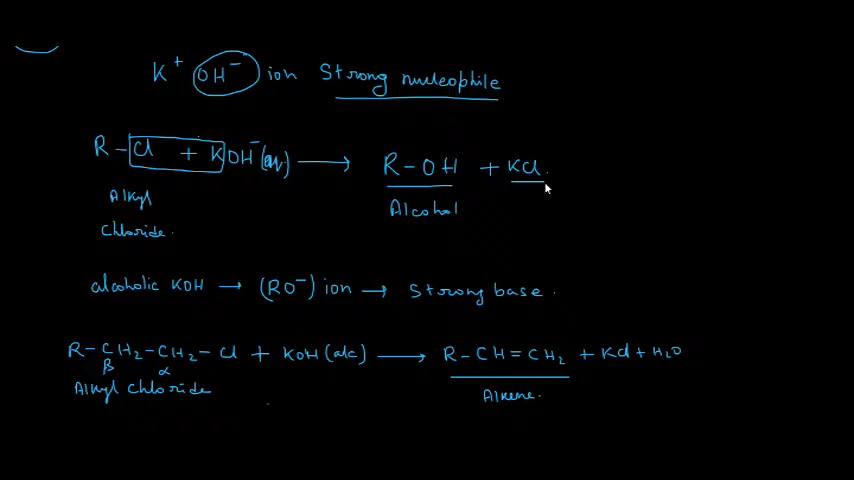 K⁺ OH⁻ ion Strong nucleophile
R-Cl + KOH⁻(aq) ⟶ R-OH + KCl.
Alkyl Alcohol
Chloride.
alcoholic KOH → (RO⁻) ion → Strong base.
R-CH₂-CH₂-Cl + KOH (alc) ⟶ R-CH=CH₂ + KCl + H₂O
β α
Alkyl Chloride Alkene.